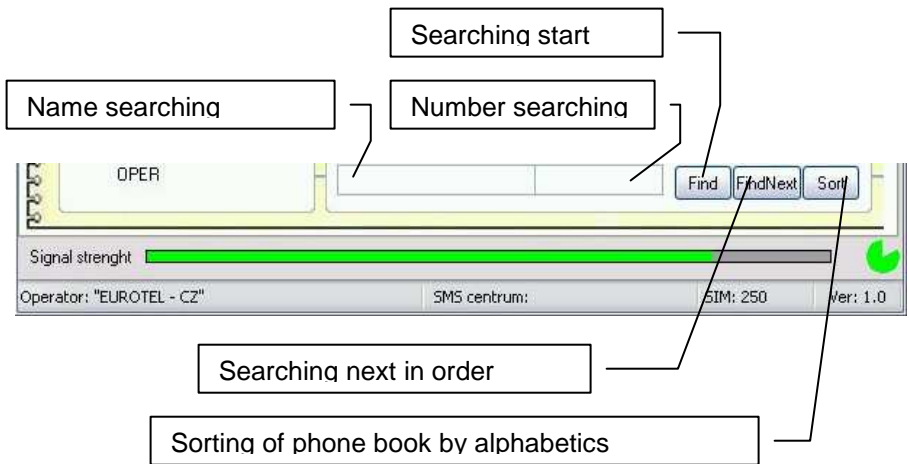 Searching start
Name searching
Number searching
OPER
Find FindNext Sort
Signal strenght
Operator: "EUROTEL - CZ" SMS centrum: SIM: 250 Ver: 1.0
Searching next in order
Sorting of phone book by alphabetics